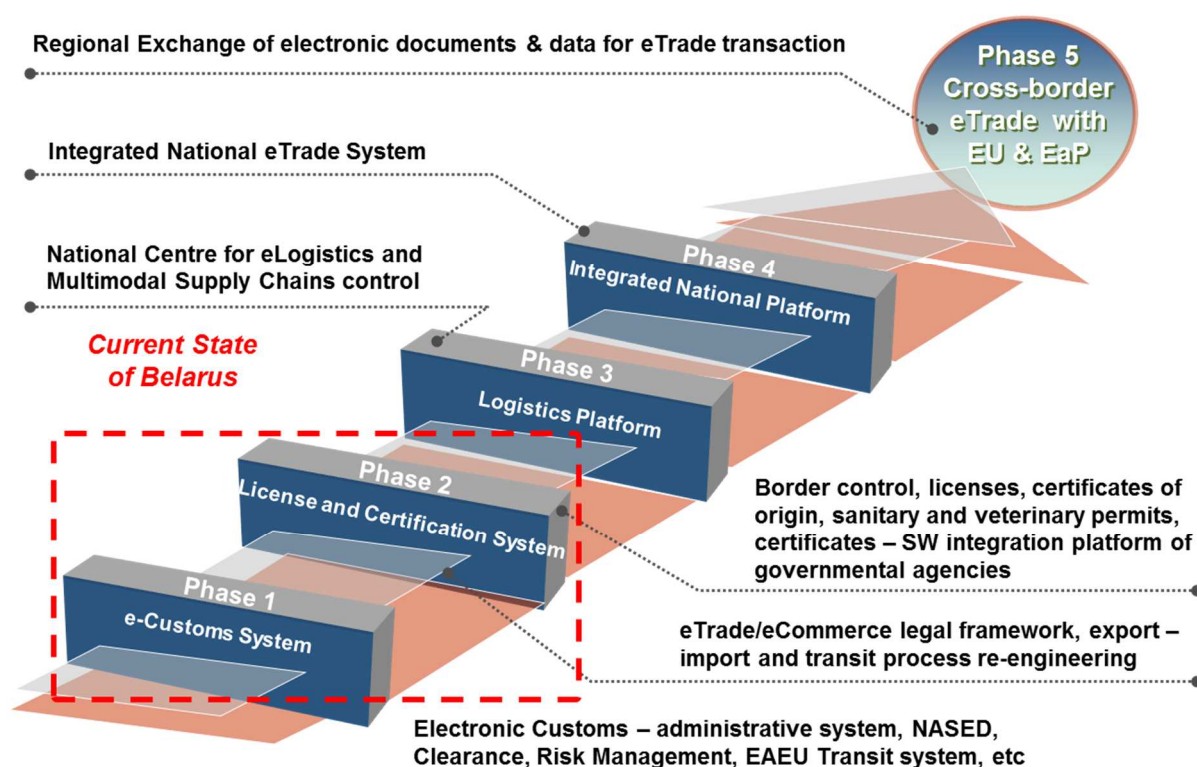 Regional Exchange of electronic documents & data for eTrade transaction
Phase 5
Cross-border
eTrade with
EU & EaP
Integrated National eTrade System
National Centre for eLogistics and
Multimodal Supply Chains control
Phase 4
Integrated National Platform
Current State
of Belarus
Phase 3
Logistics Platform
Phase 2
License and Certification System
Border control, licenses, certificates of
origin, sanitary and veterinary permits,
certificates – SW integration platform of
governmental agencies
Phase 1
e-Customs System
eTrade/eCommerce legal framework, export –
import and transit process re-engineering
Electronic Customs – administrative system, NASED,
Clearance, Risk Management, EAEU Transit system, etc